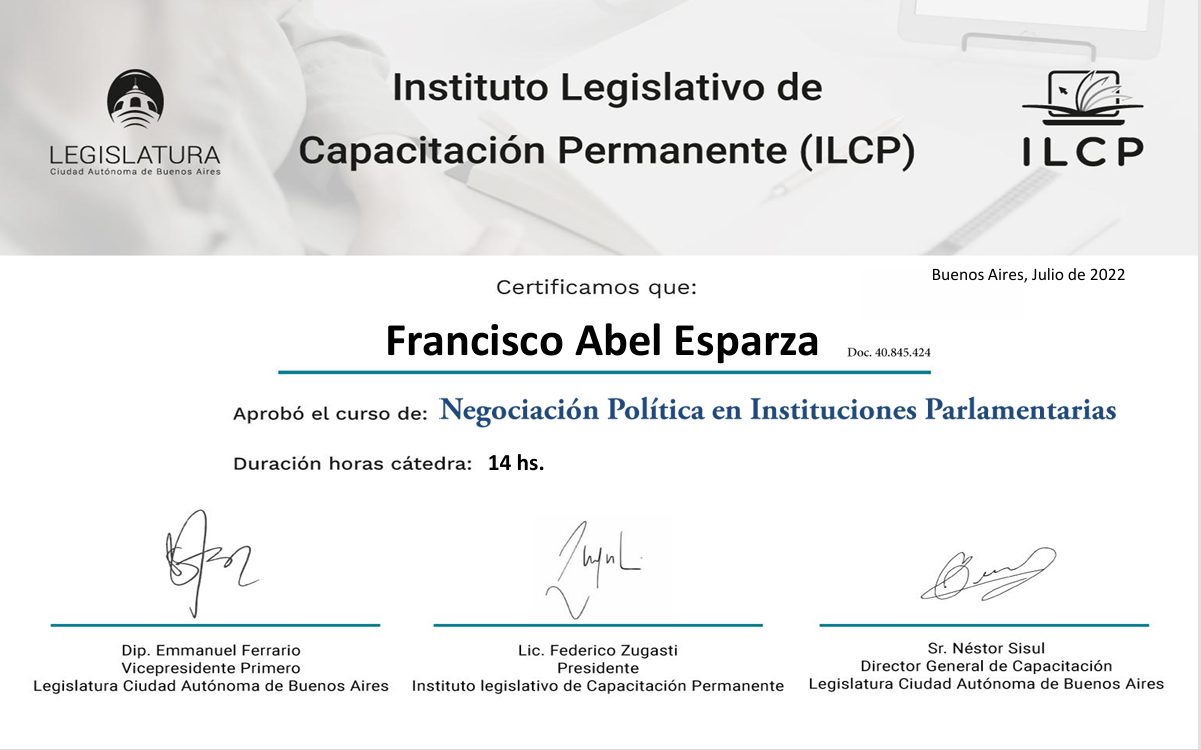 LEGISLATURA
Ciudad Autónoma de Buenos Aires
Instituto Legislativo de
Capacitación Permanente (ILCP)
ILCP
Buenos Aires, Julio de 2022
Certificamos que:
Francisco Abel Esparza Doc. 40.845.424
Aprobó el curso de: Negociación Política en Instituciones Parlamentarias
Duración horas cátedra: 14 hs.
Dip. Emmanuel Ferrario
Vicepresidente Primero
Legislatura Ciudad Autónoma de Buenos Aires
Lic. Federico Zugasti
Presidente
Instituto legislativo de Capacitación Permanente
Sr. Néstor Sisul
Director General de Capacitación
Legislatura Ciudad Autónoma de Buenos Aires